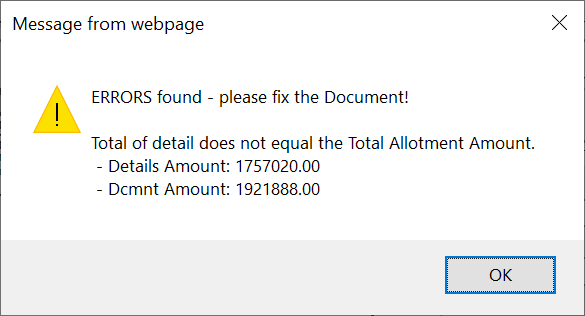 Message from webpage
ERRORS found - please fix the Document!
Total of detail does not equal the Total Allotment Amount.
- Details Amount: 1757020.00
- Dcmnt Amount: 1921888.00
OK